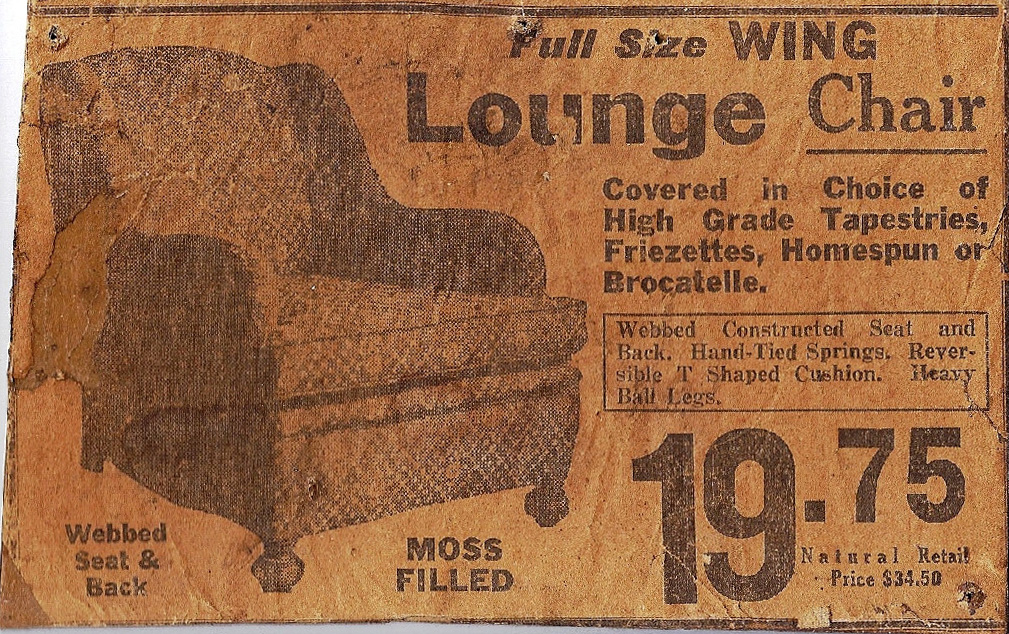 Full Size WING
Lounge Chair
Covered in Choice of
High Grade Tapestries,
Friezettes, Homespun or
Brocatelle.
Webbed Constructed Seat and
Back. Hand-Tied Springs. Rever-
sible T Shaped Cushion. Heavy
Ball Legs.
19.75
Natural Retail
Price $34.50
Webbed
Seat &
Back
MOSS
FILLED